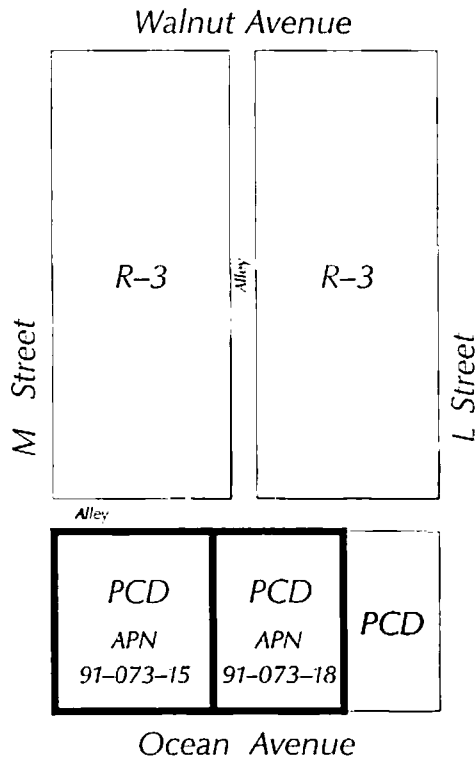 Walnut Avenue
R-3
Alley
R-3
M Street
L Street
Alley
PCD
APN
91-073-15
PCD
APN
91-073-18
PCD
Ocean Avenue